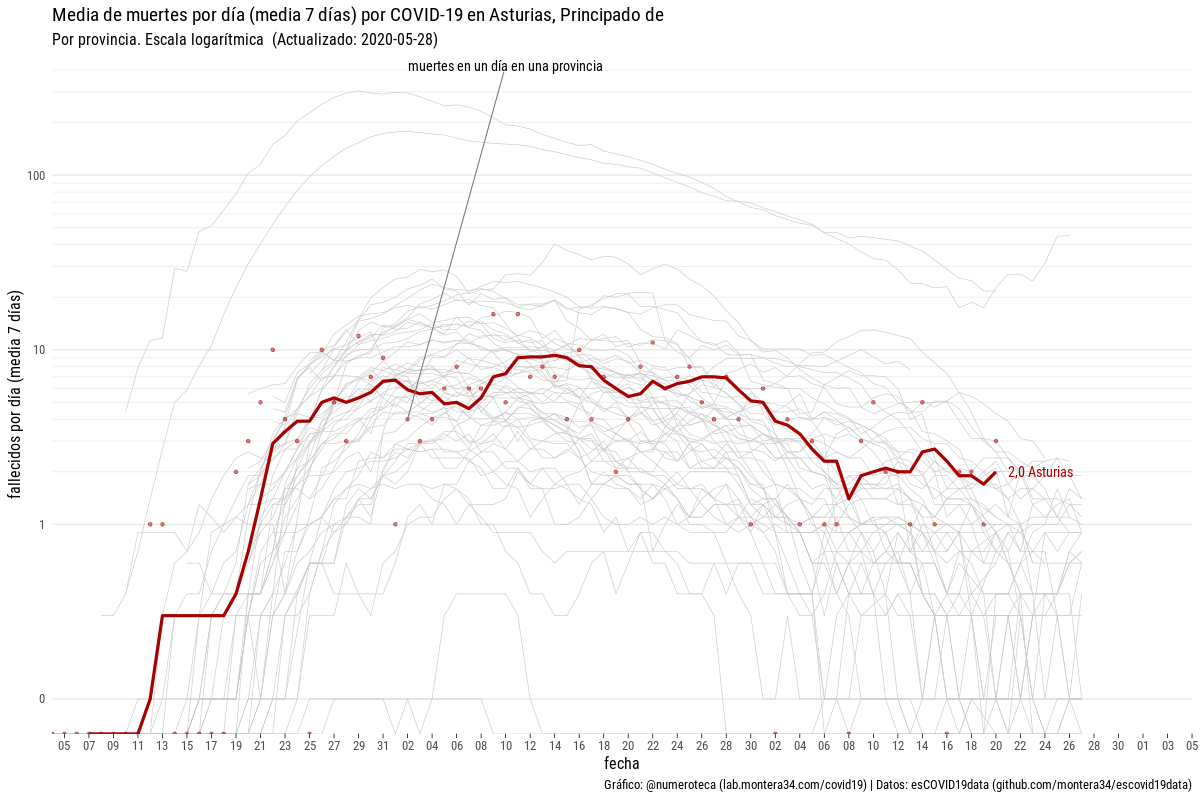 Media de muertes por día (media 7 días) por COVID-19 en Asturias, Principado de
Por provincia. Escala logarítmica (Actualizado: 2020-05-28)
muertes en un día en una provincia
fallecidos por día (media 7 días)
100
10
1
0
2,0 Asturias
05 07 09 11 13 15 17 19 21 23 25 27 29 31 02 04 06 08 10 12 14 16 18 20 22 24 26 28 30 02 04 06 08 10 12 14 16 18 20 22 24 26 28 30 01 03 05
fecha
Gráfico: @numeroteca (lab.montera34.com/covid19) | Datos: esCOVID19data (github.com/montera34/escovid19data)